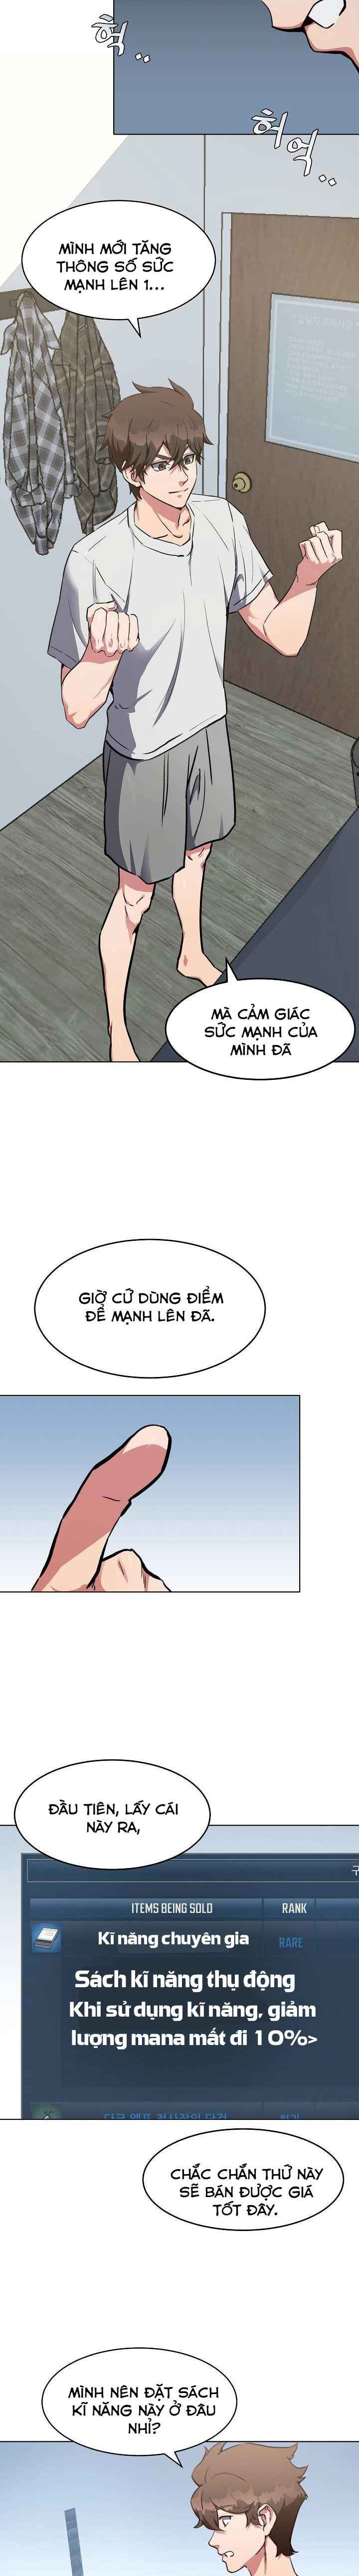 헉..
허억..
MÌNH MỚI TĂNG
THÔNG SỐ SỨC
MẠNH LÊN 1...
MÀ CẢM GIÁC
SỨC MẠNH CỦA
MÌNH ĐÃ
GIỜ CỨ DÙNG ĐIỂM
ĐỂ MẠNH LÊN ĐÃ.
ĐẦU TIÊN, LẤY CÁI
NÀY RA,
구
ITEMS BEING SOLD RANK
Kĩ năng chuyên gia RARE
Sách kĩ năng thụ động
Khi sử dụng kĩ năng, giảm
lượng mana mất đi 10%>
CHẮC CHẮN THỨ NÀY
SẼ BÁN ĐƯỢC GIÁ
TỐT ĐÂY.
MÌNH NÊN ĐẶT SÁCH
KĨ NĂNG NÀY Ở ĐÂU
NHỈ?